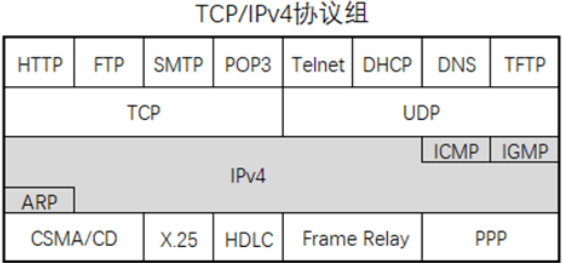 TCP/IPv4协议组
HTTP FTP SMTP POP3 Telnet DHCP DNS TFTP
TCP UDP
ICMP IGMP
IPv4
ARP
CSMA/CD X.25 HDLC Frame Relay PPP